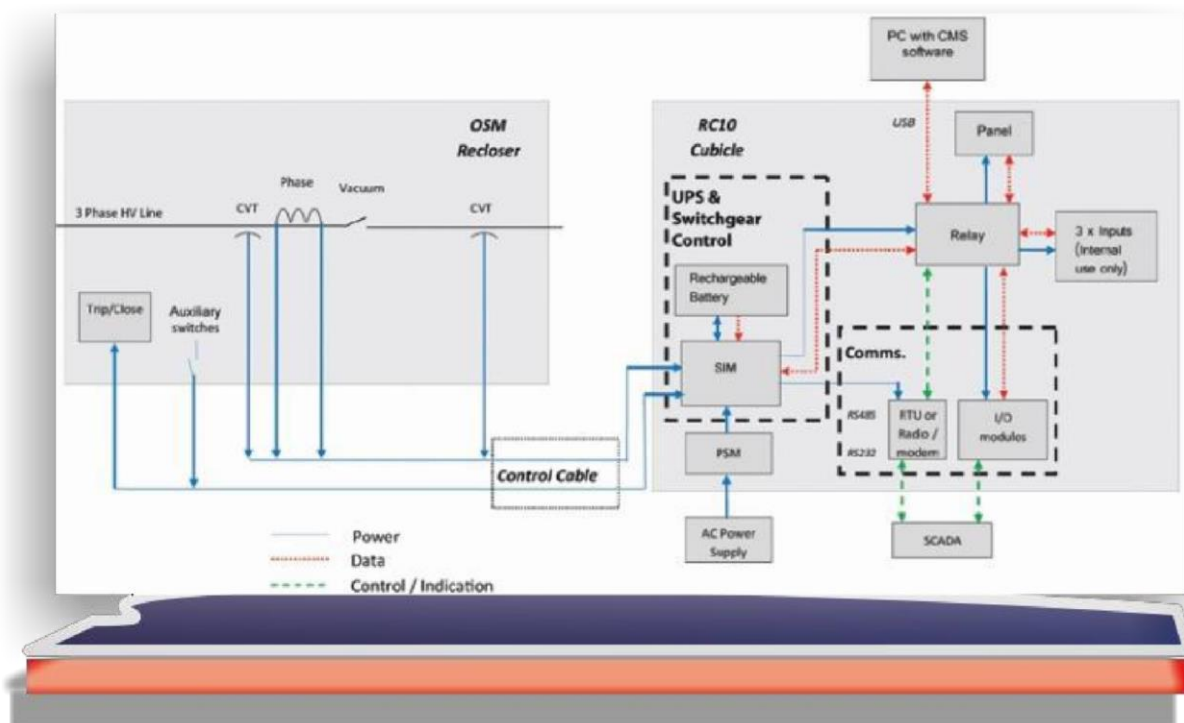 PC with CMS
software
OSM
Recloser
RC10
Cubicle
USB
Panel
Phase
Vacuum
3 Phase HV Line
CVT
CVT
UPS &
Switchgear
Control
Relay
3 x Inputs
(Internal
use only)
Rechargeable
Battery
Trip/Close
Auxiliary
switches
SIM
Comms.
RS485
RS232
RTU or
Radio /
modem
I/O
modulos
PSM
Control Cable
AC Power
Supply
SCADA
Power
Data
Control / Indication